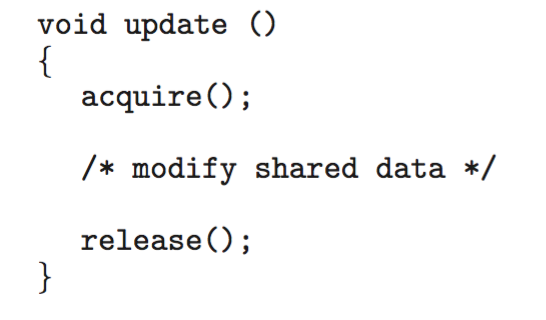 void update ()
{
acquire();
/* modify shared data */
release();
}